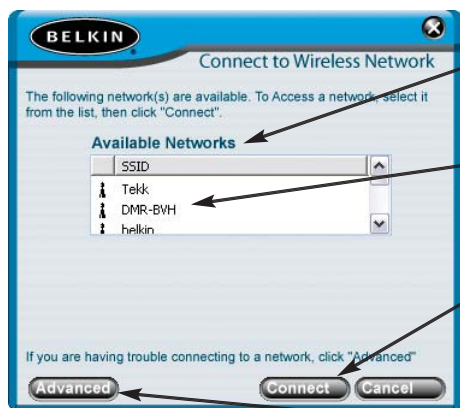 BELKIN
Connect to Wireless Network
The following network(s) are available. To Access a network, select it
from the list, then click "Connect".
Available Networks
SSID
Tekk
DMR-BVH
belkin
If you are having trouble connecting to a network, click "Advanced"
Advanced
Connect
Cancel